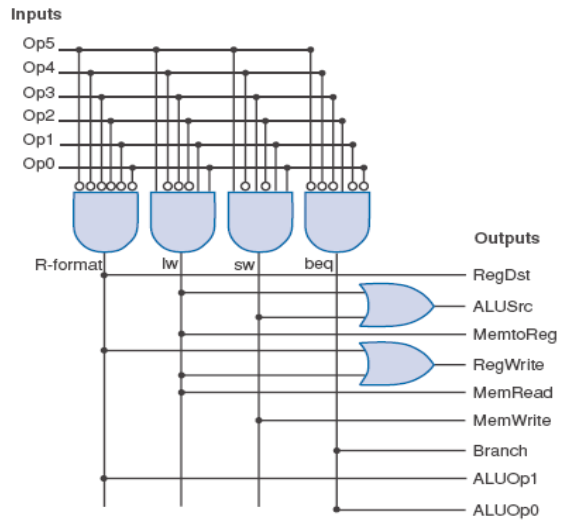 Inputs
Op5
Op4
Op3
Op2
Op1
Op0
R-format
lw
sw
beq
Outputs
RegDst
ALUSrc
MemtoReg
RegWrite
MemRead
MemWrite
Branch
ALUOp1
ALUOp0